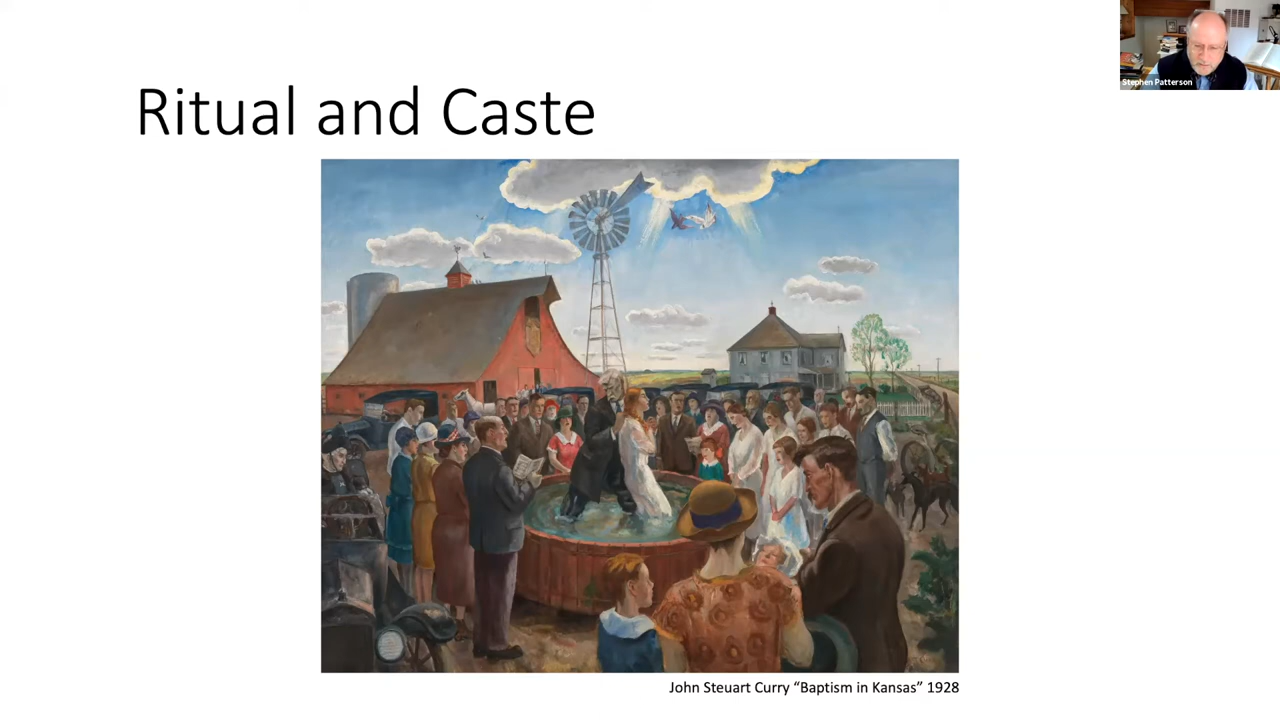 Stephen Patterson
Ritual and Caste
John Steuart Curry “Baptism in Kansas” 1928